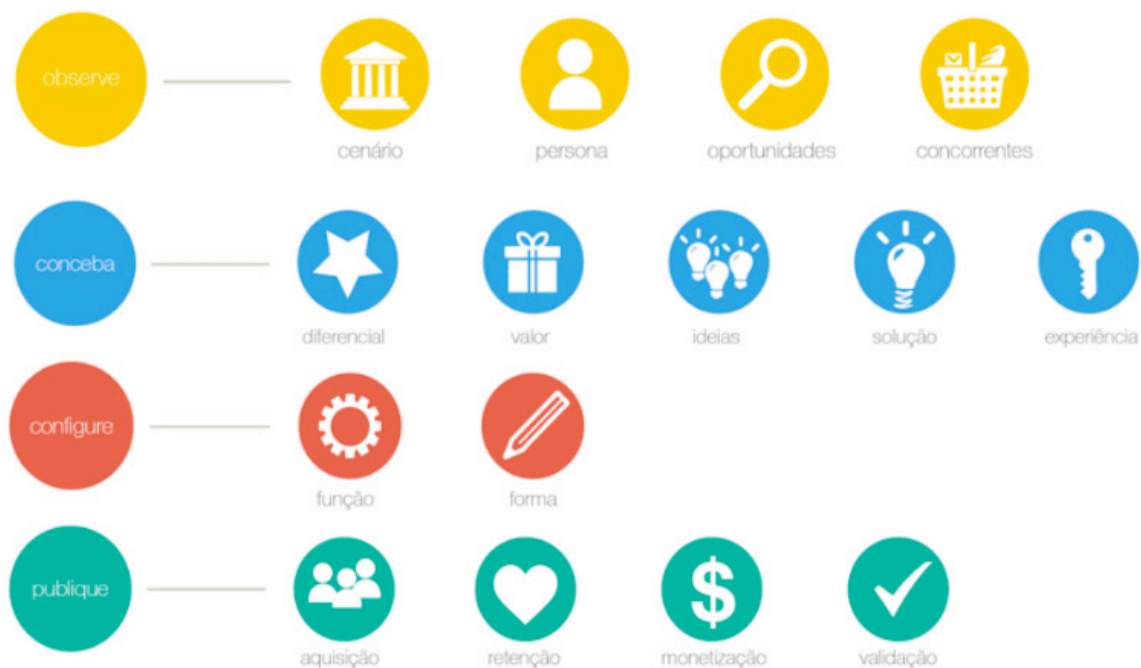 observe
cenário persona oportunidades concorrentes
conceba
diferencial valor ideias solução experiência
configure
função forma
publique
aquisição retenção monetização validação